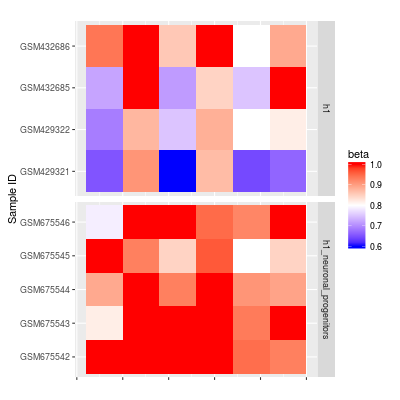 GSM432686
GSM432685
GSM429322
GSM429321
h1
GSM675546
GSM675545
GSM675544
GSM675543
GSM675542
h1_neuronal_progenitors
Sample ID
beta
1.0
0.9
0.8
0.7
0.6